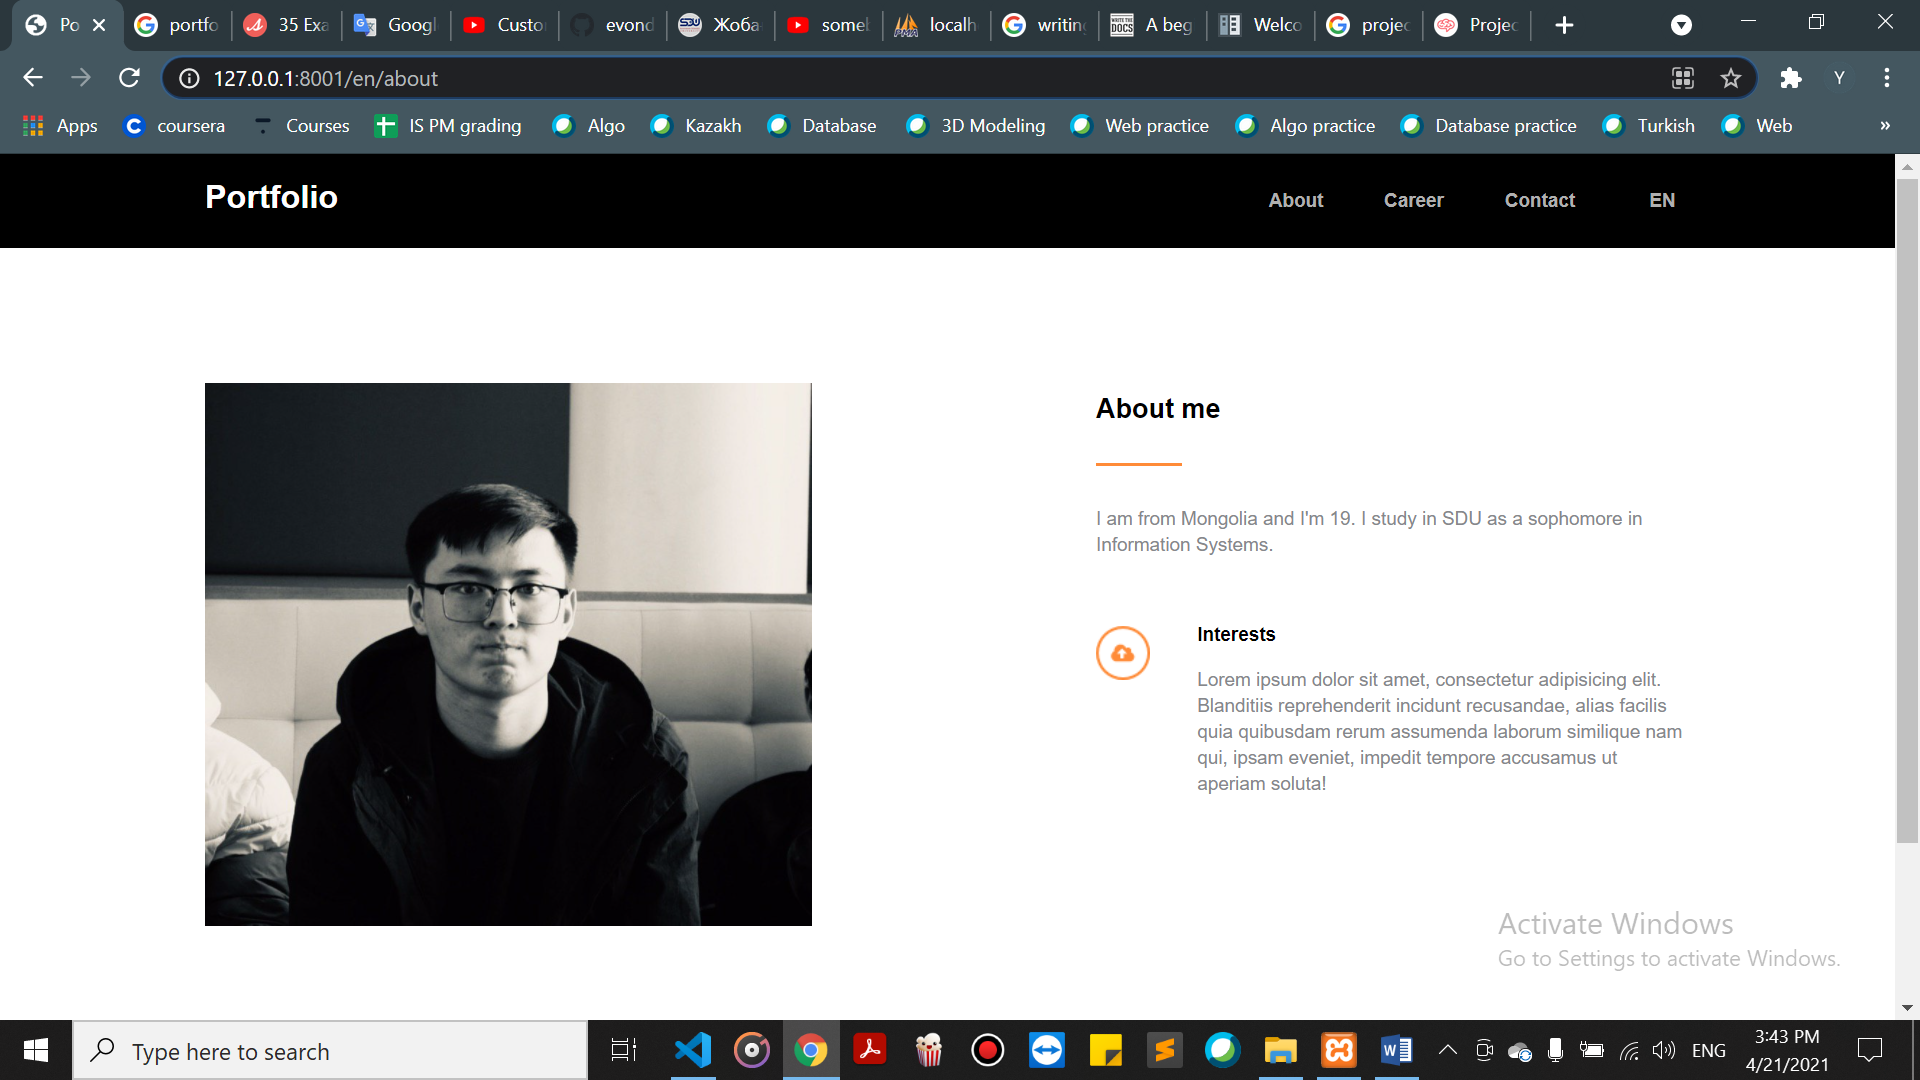 Po
portfo
35 Exa
Googl
Custo
evond
Жоба
someb
localh
writing
A beg
Welco
projec
Projec
127.0.0.1:8001/en/about
Y
Apps
coursera
Courses
IS PM grading
Algo
Kazakh
Database
3D Modeling
Web practice
Algo practice
Database practice
Turkish
Web
»
Portfolio
About
Career
Contact
EN
About me
I am from Mongolia and I'm 19. I study in SDU as a sophomore in
Information Systems.
Interests
Lorem ipsum dolor sit amet, consectetur adipisicing elit.
Blanditiis reprehenderit incidunt recusandae, alias facilis
quia quibusdam rerum assumenda laborum similique nam
qui, ipsam eveniet, impedit tempore accusamus ut
aperiam soluta!
Activate Windows
Go to Settings to activate Windows.
Type here to search
ENG
3:43 PM
4/21/2021